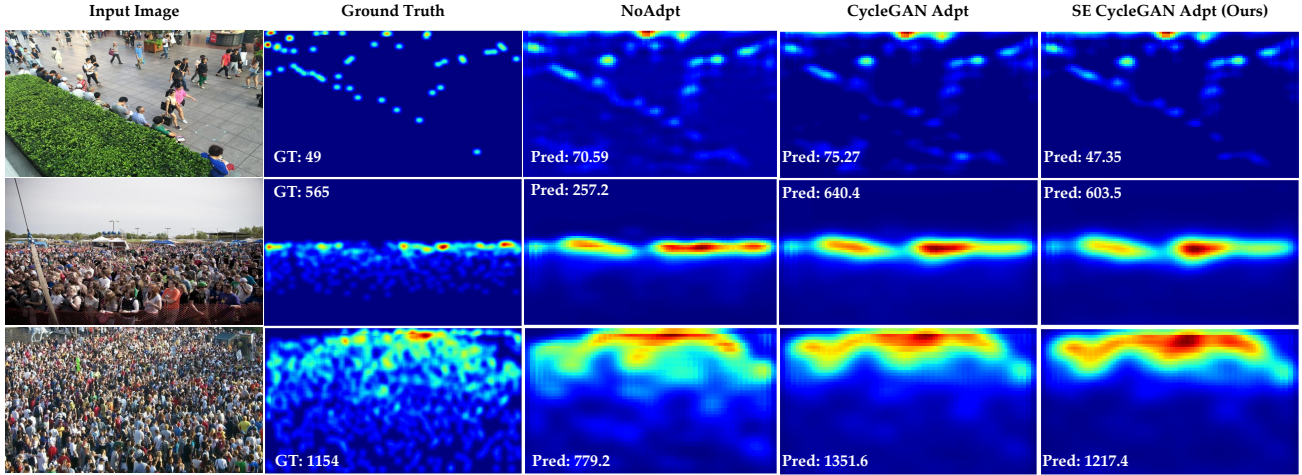 Input Image Ground Truth NoAdpt CycleGAN Adpt SE CycleGAN Adpt (Ours)
GT: 49 Pred: 70.59 Pred: 75.27 Pred: 47.35
GT: 565 Pred: 257.2 Pred: 640.4 Pred: 603.5
GT: 1154 Pred: 779.2 Pred: 1351.6 Pred: 1217.4